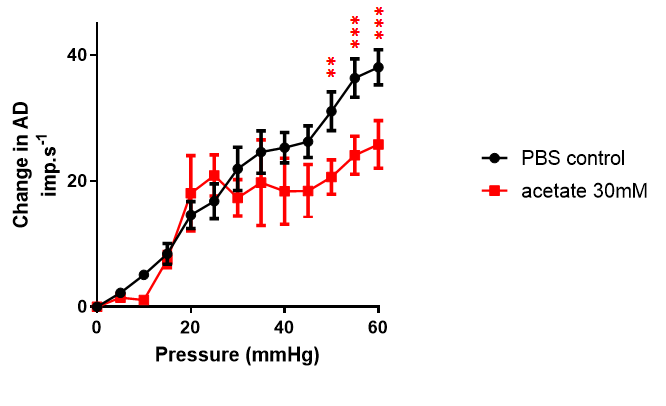 **
***
***
40
20
0
Change in AD
imp.s-1
0
20
40
60
Pressure (mmHg)
PBS control
acetate 30mM